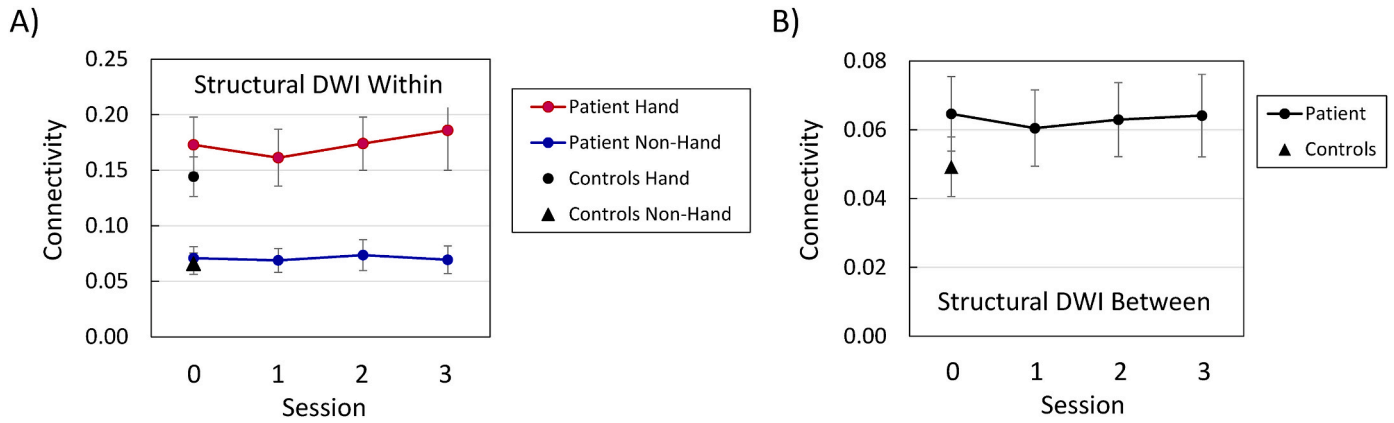 A)
0.25
0.20
0.15
0.10
0.05
0.00
Connectivity
Structural DWI Within
0 1 2 3
Session
Patient Hand
Patient Non-Hand
Controls Hand
Controls Non-Hand
B)
0.08
0.06
0.04
0.02
0.00
Connectivity
Structural DWI Between
0 1 2 3
Session
Patient
Controls